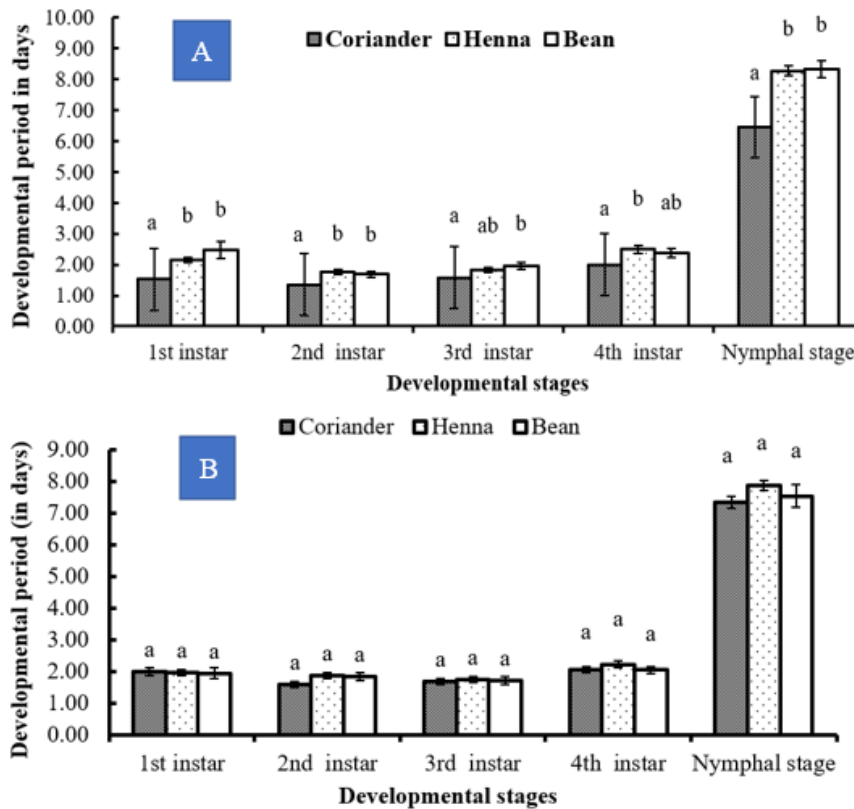 10.00
A
Coriander Henna Bean
b b
9.00
8.00
a
7.00
6.00
5.00
4.00
a b b
a b b
a ab b
a b ab
3.00
2.00
1.00
0.00
Developmental period in days
1st instar 2nd instar 3rd instar 4th instar Nymphal stage
Developmental stages
9.00
B
Coriander Henna Bean
a a a
8.00
7.00
6.00
5.00
4.00
3.00
a a a
a a a
a a a
a a a
2.00
1.00
0.00
Developmental period (in days)
1st instar 2nd instar 3rd instar 4th instar Nymphal stage
Developmental stages